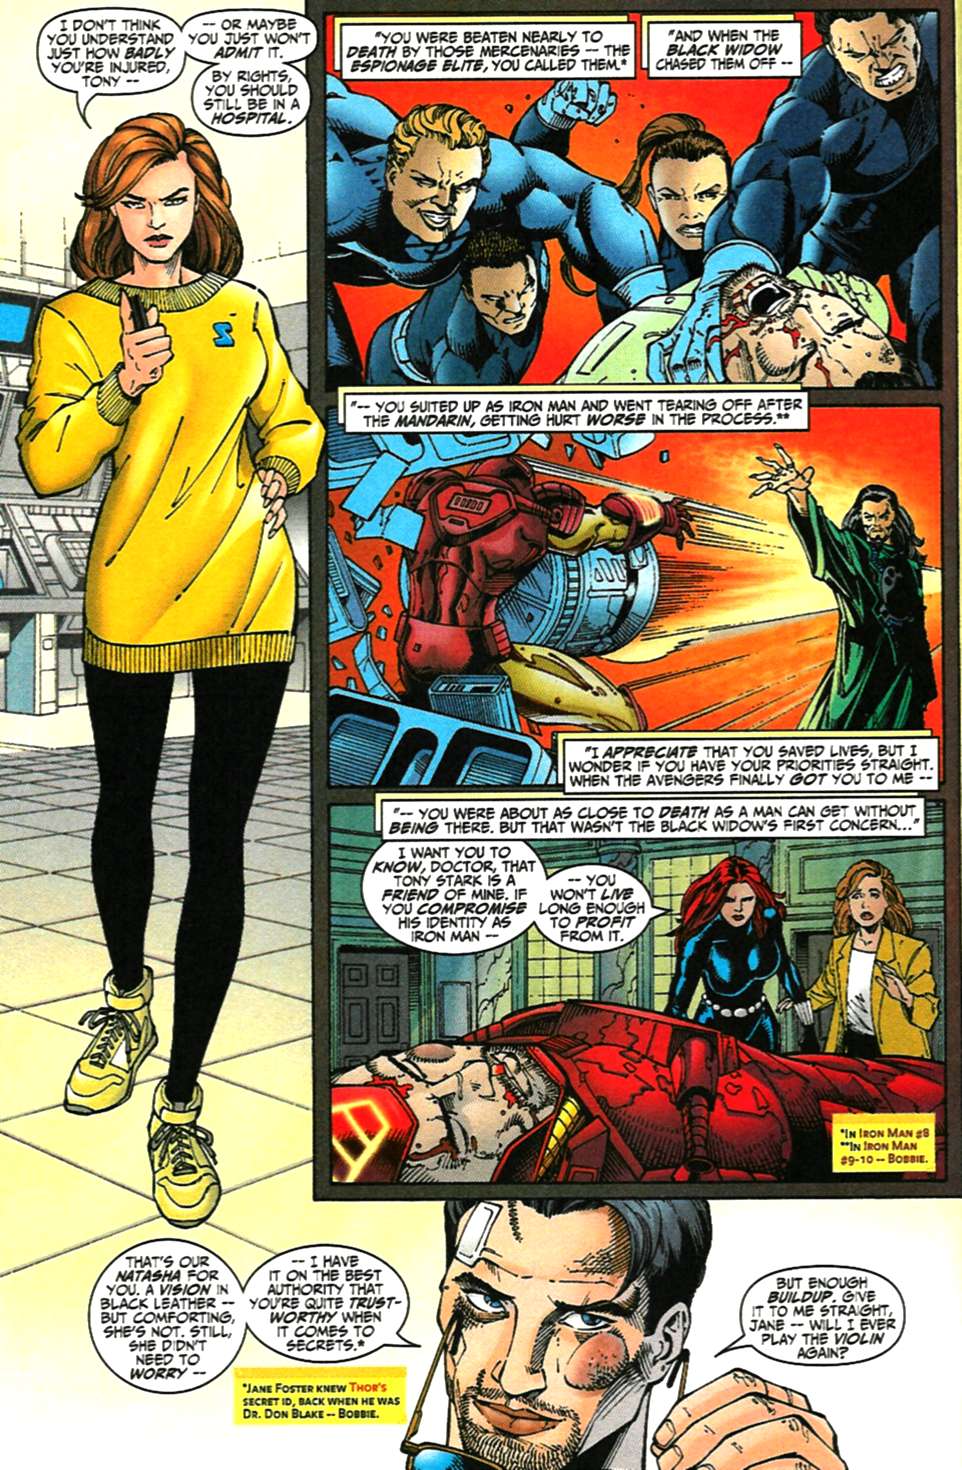 I DON'T THINK
YOU UNDERSTAND
JUST HOW BADLY
YOU'RE INJURED,
TONY --
-- OR MAYBE
YOU JUST WON'T
ADMIT IT.
BY RIGHTS,
YOU SHOULD
STILL BE IN A
HOSPITAL.
"YOU WERE BEATEN NEARLY TO
DEATH BY THOSE MERCENARIES -- THE
ESPIONAGE ELITE, YOU CALLED THEM.*
"AND WHEN THE
BLACK WIDOW
CHASED THEM OFF --
"-- YOU SUITED UP AS IRON MAN AND WENT TEARING OFF AFTER
THE MANDARIN, GETTING HURT WORSE IN THE PROCESS.**
"I APPRECIATE THAT YOU SAVED LIVES, BUT I
WONDER IF YOU HAVE YOUR PRIORITIES STRAIGHT.
WHEN THE AVENGERS FINALLY GOT YOU TO ME --
"-- YOU WERE ABOUT AS CLOSE TO DEATH AS A MAN CAN GET WITHOUT
BEING THERE. BUT THAT WASN'T THE BLACK WIDOW'S FIRST CONCERN..."
I WANT YOU TO
KNOW, DOCTOR, THAT
TONY STARK IS A
FRIEND OF MINE. IF
YOU COMPROMISE
HIS IDENTITY AS
IRON MAN --
-- YOU
WON'T LIVE
LONG ENOUGH
TO PROFIT
FROM IT.
*IN IRON MAN #8
**IN IRON MAN
#9-10 -- BOBBIE.
THAT'S OUR
NATASHA FOR
YOU. A VISION IN
BLACK LEATHER --
BUT COMFORTING,
SHE'S NOT. STILL,
SHE DIDN'T
NEED TO
WORRY --
-- I HAVE
IT ON THE BEST
AUTHORITY THAT
YOU'RE QUITE TRUST-
WORTHY WHEN
IT COMES TO
SECRETS.*
*JANE FOSTER KNEW THOR'S
SECRET ID, BACK WHEN HE WAS
DR. DON BLAKE -- BOBBIE.
BUT ENOUGH
BUILDUP. GIVE
IT TO ME STRAIGHT,
JANE -- WILL I EVER
PLAY THE VIOLIN
AGAIN?